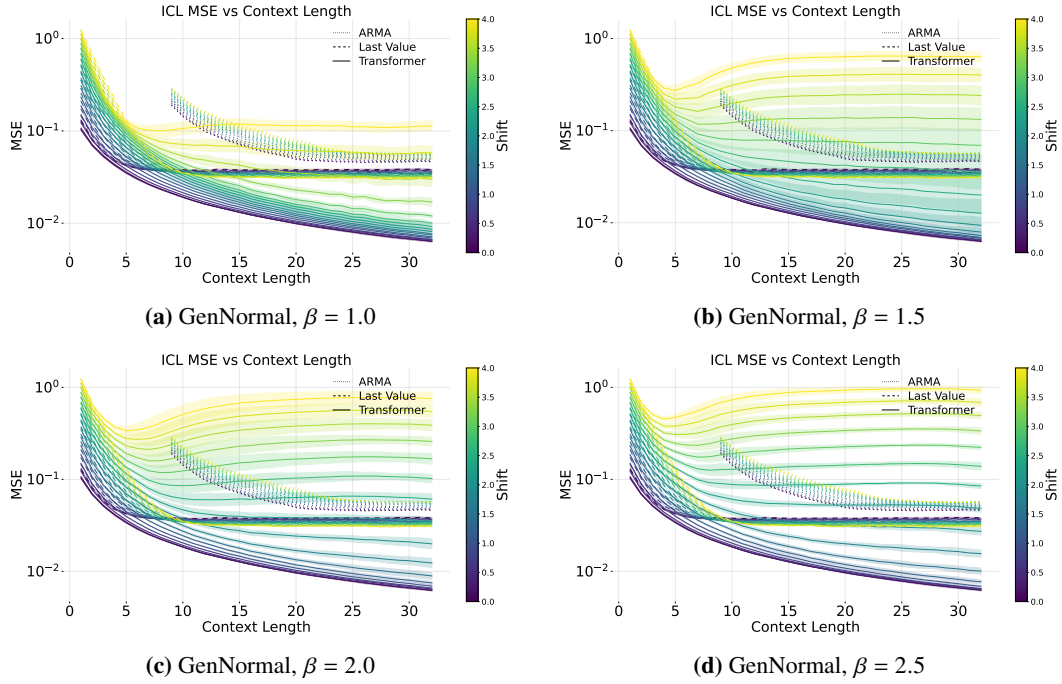 ICL MSE vs Context Length
MSE
10⁰
10⁻¹
10⁻²
0 5 10 15 20 25 30
Context Length
ARMA
Last Value
Transformer
4.0
3.5
3.0
2.5
2.0
1.5
1.0
0.5
0.0
Shift
(a) GenNormal, β = 1.0
ICL MSE vs Context Length
MSE
10⁰
10⁻¹
10⁻²
0 5 10 15 20 25 30
Context Length
ARMA
Last Value
Transformer
4.0
3.5
3.0
2.5
2.0
1.5
1.0
0.5
0.0
Shift
(b) GenNormal, β = 1.5
ICL MSE vs Context Length
MSE
10⁰
10⁻¹
10⁻²
0 5 10 15 20 25 30
Context Length
ARMA
Last Value
Transformer
4.0
3.5
3.0
2.5
2.0
1.5
1.0
0.5
0.0
Shift
(c) GenNormal, β = 2.0
ICL MSE vs Context Length
MSE
10⁰
10⁻¹
10⁻²
0 5 10 15 20 25 30
Context Length
ARMA
Last Value
Transformer
4.0
3.5
3.0
2.5
2.0
1.5
1.0
0.5
0.0
Shift
(d) GenNormal, β = 2.5